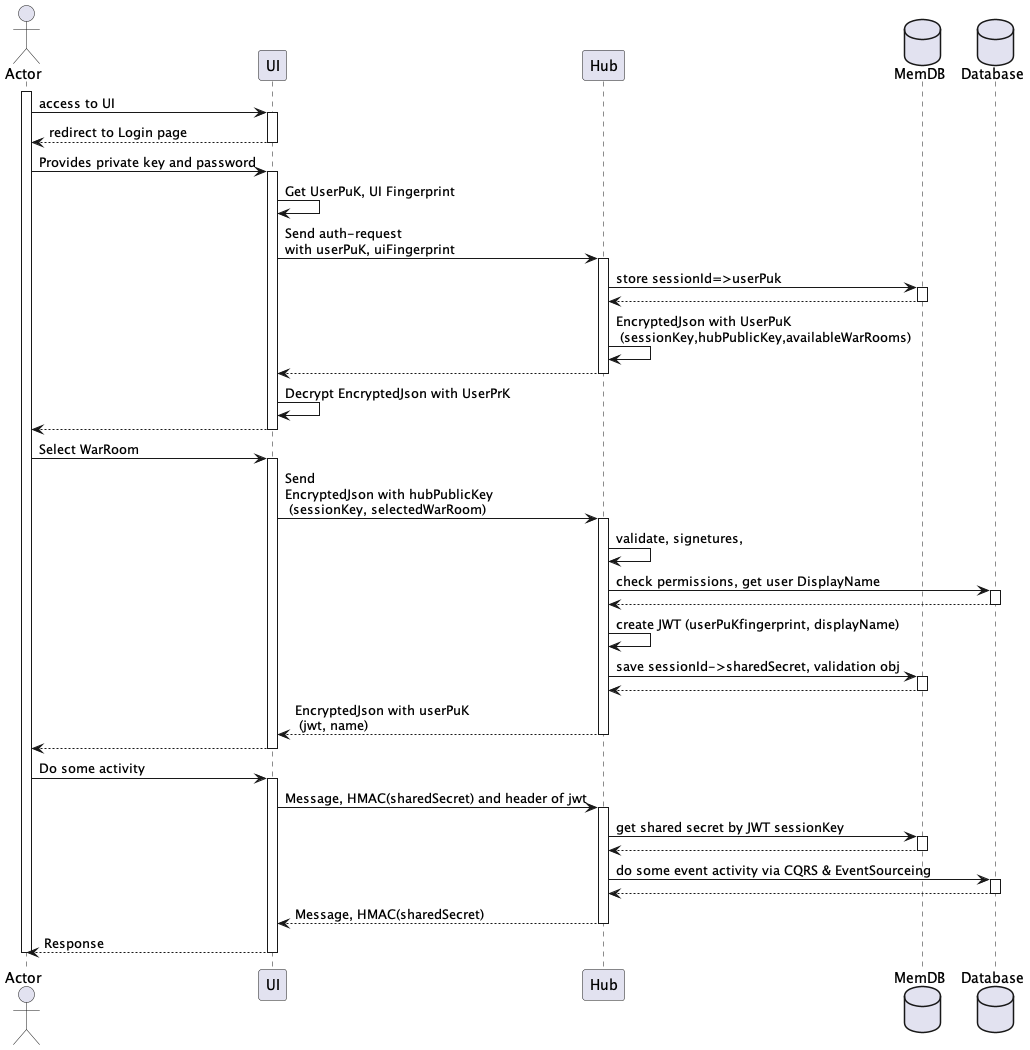 Actor
UI
Hub
MemDB
Database
access to UI
redirect to Login page
Provides private key and password
Get UserPuK, UI Fingerprint
Send auth-request
with userPuK, uiFingerprint
store sessionId=>userPuk
EncryptedJson with UserPuK
(sessionKey,hubPublicKey,availableWarRooms)
Decrypt EncryptedJson with UserPrK
Select WarRoom
Send
EncryptedJson with hubPublicKey
(sessionKey, selectedWarRoom)
validate, signetures,
check permissions, get user DisplayName
create JWT (userPuKfingerprint, displayName)
save sessionId->sharedSecret, validation obj
EncryptedJson with userPuK
(jwt, name)
Do some activity
Message, HMAC(sharedSecret) and header of jwt
get shared secret by JWT sessionKey
do some event activity via CQRS & EventSourceing
Message, HMAC(sharedSecret)
Response
Actor
UI
Hub
MemDB
Database